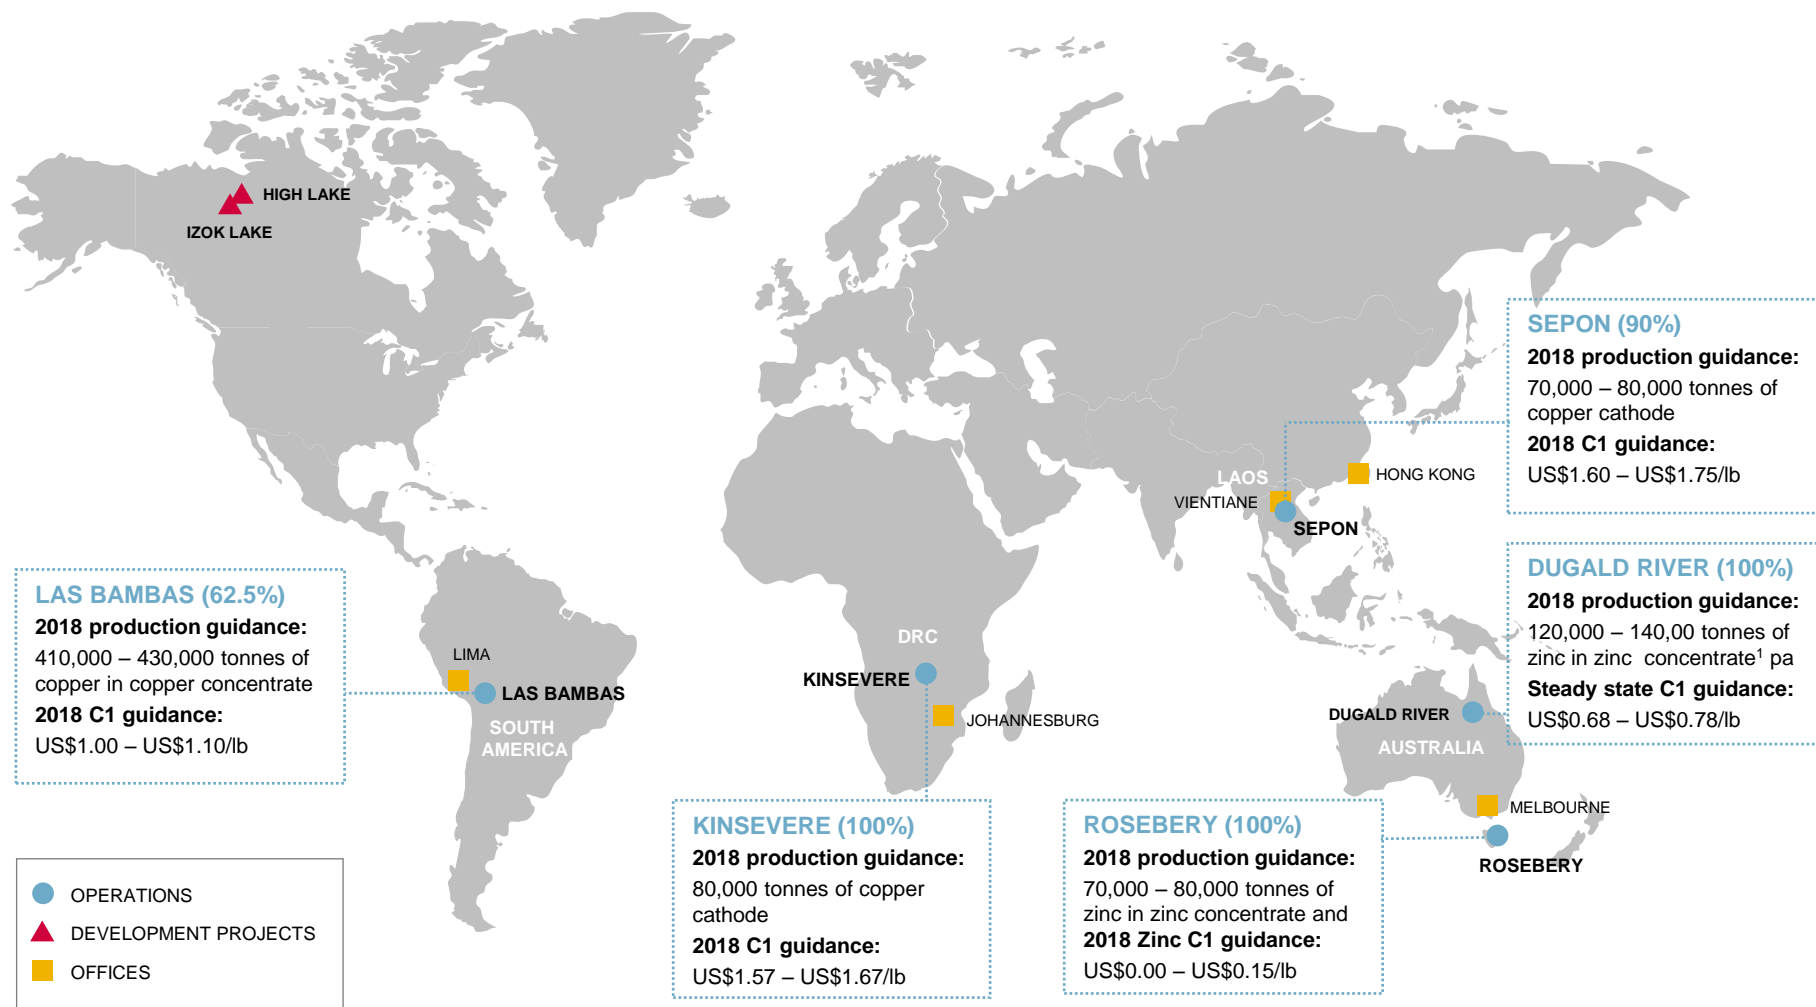 HIGH LAKE
IZOK LAKE
SEPON (90%)
2018 production guidance:
70,000 – 80,000 tonnes of
copper cathode
2018 C1 guidance:
US$1.60 – US$1.75/lb
LAOS
HONG KONG
VIENTIANE
SEPON
DUGALD RIVER (100%)
2018 production guidance:
120,000 – 140,00 tonnes of
zinc in zinc concentrate¹ pa
Steady state C1 guidance:
US$0.68 – US$0.78/lb
LAS BAMBAS (62.5%)
2018 production guidance:
410,000 – 430,000 tonnes of
copper in copper concentrate
2018 C1 guidance:
US$1.00 – US$1.10/lb
LIMA
LAS BAMBAS
SOUTH
AMERICA
DRC
KINSEVERE
JOHANNESBURG
DUGALD RIVER
AUSTRALIA
MELBOURNE
ROSEBERY
KINSEVERE (100%)
2018 production guidance:
80,000 tonnes of copper
cathode
2018 C1 guidance:
US$1.57 – US$1.67/lb
ROSEBERY (100%)
2018 production guidance:
70,000 – 80,000 tonnes of
zinc in zinc concentrate and
2018 Zinc C1 guidance:
US$0.00 – US$0.15/lb
OPERATIONS
DEVELOPMENT PROJECTS
OFFICES